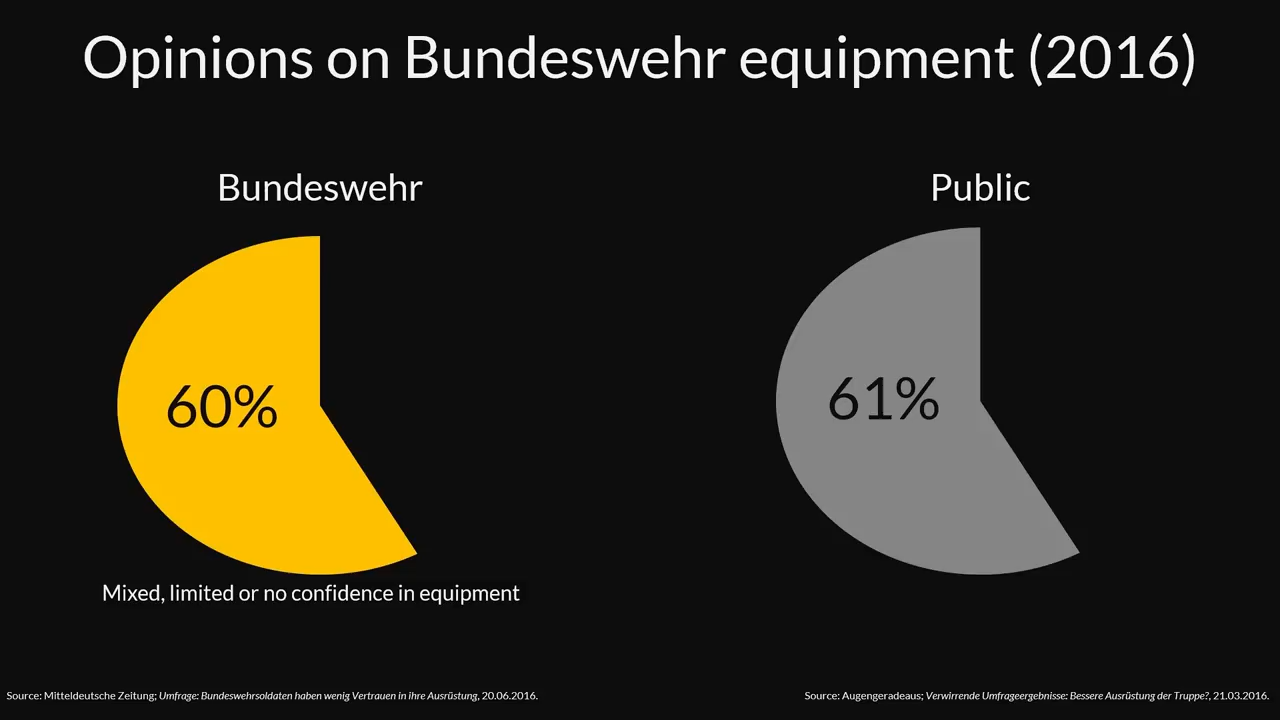 Opinions on Bundeswehr equipment (2016)
Bundeswehr
Public
60%
61%
Mixed, limited or no confidence in equipment
Source: Mitteldeutsche Zeitung; Umfrage: Bundeswehrsoldaten haben wenig Vertrauen in ihre Ausrüstung, 20.06.2016.
Source: Augengeradeaus; Verwirrende Umfrageergebnisse: Bessere Ausrüstung der Truppe?, 21.03.2016.